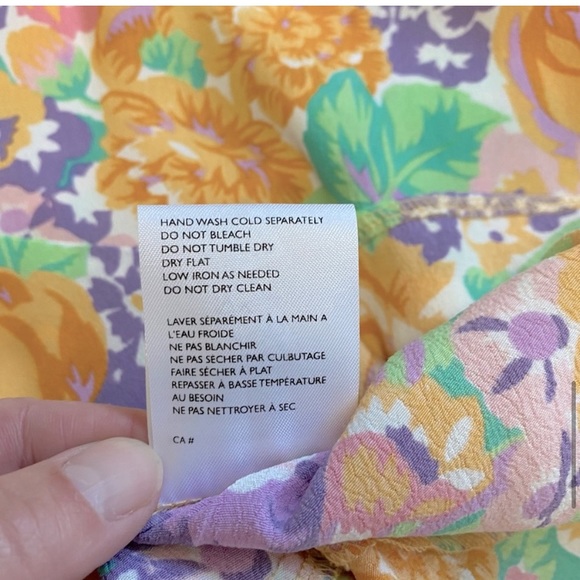 HAND WASH COLD SEPARATELY
DO NOT BLEACH
DO NOT TUMBLE DRY
DRY FLAT
LOW IRON AS NEEDED
DO NOT DRY CLEAN
LAVER SÉPARÉMENT À LA MAIN A
L'EAU FROIDE
NE PAS BLANCHIR
NE PAS SÉCHER PAR CULBUTAGE
FAIRE SÉCHER À PLAT
REPASSER À BASSE TEMPÉRATURE
AU BESOIN
NE PAS NETTOYER À SEC
CA#